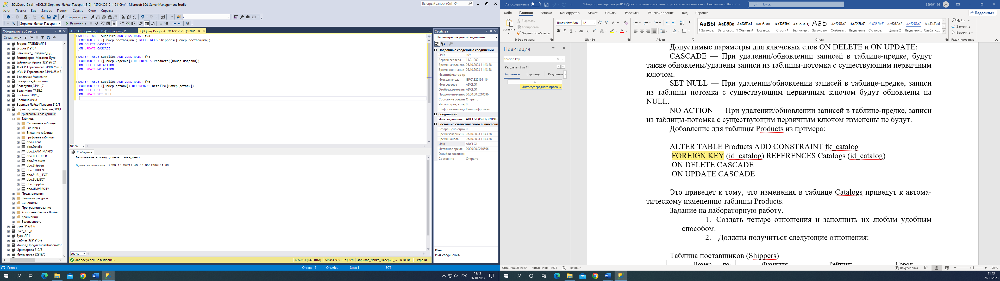 SQLQuery15.sql - ADCLG1.Зориков_Лейко_Паверин_319|1 (ISPO\329191-16 (109))* - Microsoft SQL Server Management Studio
Быстрый запуск (Ctrl+Q)
Файл Правка Вид Запрос Проект Сервис Окно Справка
Создать запрос
/
Зориков_Лейко_Паверин_
Выполнить
Обозреватель объектов
Соединить
Егоров_ТРЗБДИзЛР1
Егоров319107
Ельчищев_Создание_БД
Епитифоров_Магазин_Бутс
Ерёменко_Арина_329196_24
ЖУК И Герасимова 319/8 25 и 3
ЖУК И Герасимова 319/8 25 и 3_
Зажарская Ашихмин
Зажарская_Ашихмин
Зелепугин_319/1_7
Зелепугин_ТРЗБД
Злобина 319/1_8
Злобина31918
Зориков Лейко Паверин 319/1
Зориков_Лейко_Паверин_319|1
Диаграммы баз данных
Таблицы
Системные таблицы
FileTables
Внешние таблицы
Графовые таблицы
dbo.Client
dbo.Details
dbo.EXAM_MARKS
dbo.LECTURER
dbo.Products
dbo.Shippers
dbo.STUDENT
dbo.SUBJ_LECT
dbo.SUBJECT
dbo.Supplies
dbo.UNIVERSITY
Представления
Внешние ресурсы
Синонимы
Программирование
Компонент Service Broker
Хранилище
Безопасность
Зуев_319/8_6
Зуев_319_8
Зуев_ЛР1
Зыблев 3291910-9
Ионов_ПредметнаяОбластьИзЛ
Ирназарова 319/5
Ирназарова 32919/5
ADCLG1.Зориков_Л...319|1 - Diagram_1*
SQLQuery15.sql - A...O\329191-16 (109))*
ALTER TABLE Supplies ADD CONSTRAINT fk4
FOREIGN KEY ([Номер поставщика]) REFERENCES Shippers([Номер поставщика])
ON DELETE CASCADE
ON UPDATE CASCADE
ALTER TABLE Supplies ADD CONSTRAINT fk5
FOREIGN KEY ([Номер изделия]) REFERENCES Products([Номер изделия])
ON DELETE NO ACTION
ON UPDATE NO ACTION
ALTER TABLE Supplies ADD CONSTRAINT fk6
FOREIGN KEY ([Номер детали]) REFERENCES Details([Номер детали])
ON DELETE SET NULL
ON UPDATE SET NULL
100 %
Сообщения
Выполнение команд успешно завершено.
Время выполнения: 2023-10-26T11:43:38.3581206+04:00
100 %
Запрос успешно выполнен.
ADCLG1 (14.0 RTM)
ISPO\329191-16 (109)
Зориков_Лейко_Паверин_...
00:00:00
0 строки
Свойства
Параметры текущего соединения
Подробные сведения о соединении
SPID 109
Версия сервера 14.0.1000
Время начала сое, 26.10.2023 11:43:38
Время окончания 26.10.2023 11:43:38
Идентификатор тр
Имя для входа ISPO\329191-16
Имя сервера ADCLG1
Отображаемое им ADCLG1
Продолжительнос 00:00:00.0210596
Состояние соедин Открыто
Число строк, возв 0
Шифрование подк Незашифровано
Соединение
Имя соединения ADCLG1 (ISPO\329191-
Состояние статистического вычислени
Возвращено строк 0
Время завершени. 26.10.2023 11:43:38
Время начала 26.10.2023 11:43:38
Имя ADCLG1
Истекшее время 00:00:00.0210596
Ошибки соединен
Состояние Открыто
Имя
Имя соединения.
Готово
Строка 16
Столбец 1
Знак 1
ВСТ
РУС
11:43
26.10.2023
Автосохранение
ЛабораторныйпрактикумТРЗБД.doc - только для чтения - режим совместимости - Сохранено в: Диск P:
Поиск
329191-16
Файл Главная Вставка Конструктор Макет Ссылки Рассылки Рецензирование Вид Справка
Поделиться
Вставить
Вырезать
Копировать
Формат по образцу
Буфер обмена
Times New Ron
12
Шрифт
Абзац
¶ Заголов... Заголово... ¶ Обычный Подзагол... Строгий Без интер... Заголовок Слабое в... Выделение Сильное... Цитата 2 Выделенн... Слабая сс...
Стили
Найти
Заменить
Выделить
Редактирование
Навигация
foreign key
Результат 3 из 11
Заголовки Страницы Результать
Институт среднего профе...
Допустимые параметры для ключевых слов ON DELETE и ON UPDATE:
CASCADE — При удалении/обновлении записей в таблице-предке, будут
также обновлены/удалены записи из таблицы-потомка с существующим первичным
ключом.
SET NULL — При удалении/обновлении записей в таблице-предке, записи
из таблицы потомка с существующим первичным ключом будут обновлены на
NULL.
NO ACTION — При удалении/обновлении записей в таблице-предке, записи
из таблицы-потомка с существующим первичным ключом изменены не будут.
Добавление для таблицы Products из примера:
ALTER TABLE Products ADD CONSTRAINT fk_catalog
FOREIGN KEY (id_catalog) REFERENCES Catalogs (id_catalog)
ON DELETE CASCADE
ON UPDATE CASCADE
Это приведет к тому, что изменения в таблице Catalogs приведут к автома-
тическому изменению таблицы Products.
Задание на лабораторную работу.
1. Создать четыре отношения и заполнить их любым удобным
способом.
2. Должны получиться следующие отношения:
Таблица поставщиков (Shippers)
Номер по- Фамилия Рейтинг Город
Страница 23 из 54
Число слов: 11924
русский
Фокусировка
190 %
11:43
26.10.2023